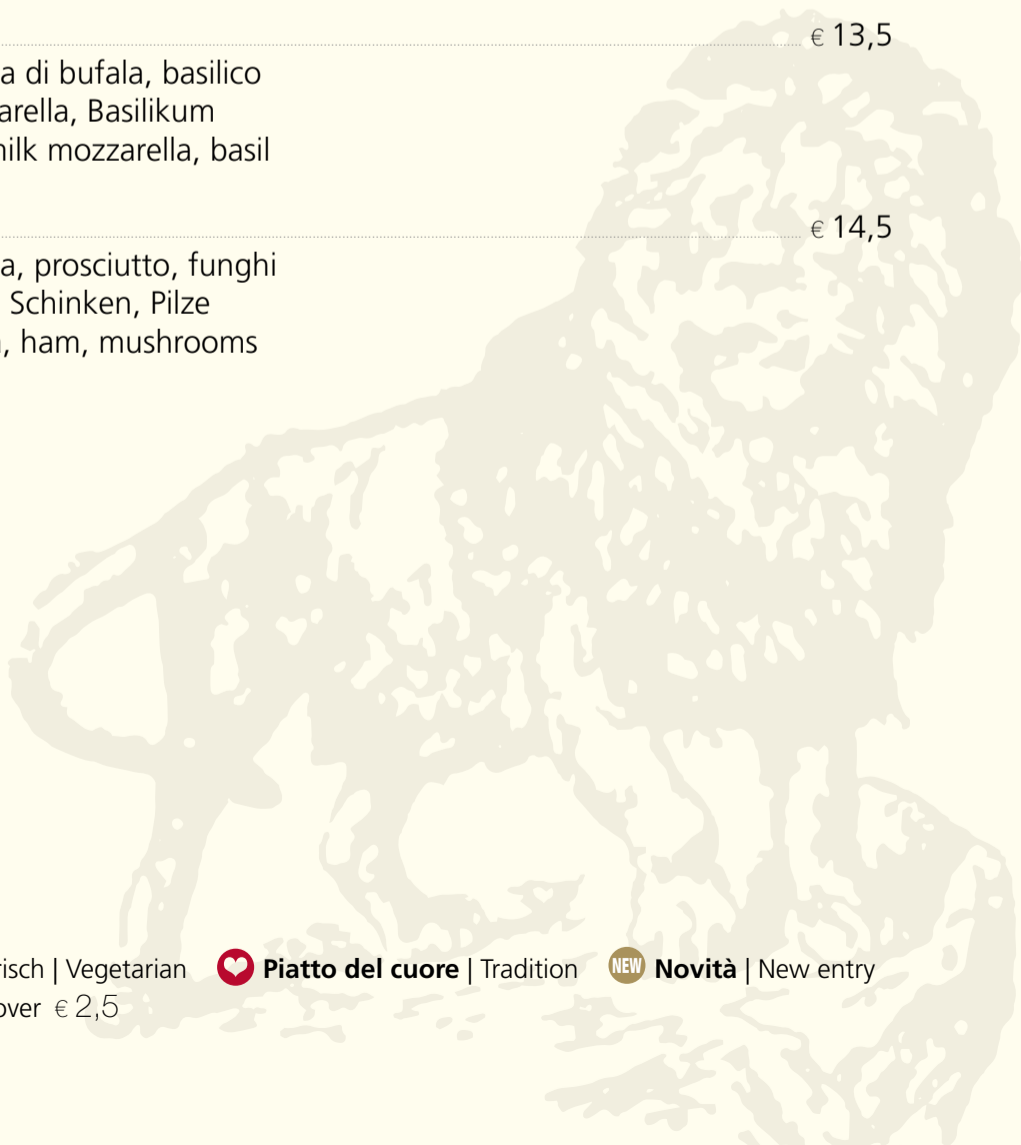 € 13,5
a di bufala, basilico
arella, Basilikum
milk mozzarella, basil
€ 14,5
a, prosciutto, funghi
Schinken, Pilze
, ham, mushrooms
risch | Vegetarian Piatto del cuore | Tradition NEW Novità | New entry
over € 2,5